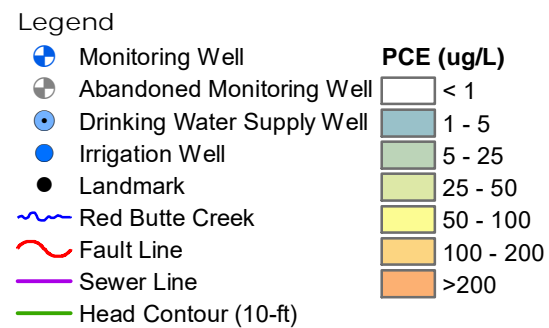 Legend
Monitoring Well
Abandoned Monitoring Well
Drinking Water Supply Well
Irrigation Well
Landmark
Red Butte Creek
Fault Line
Sewer Line
Head Contour (10-ft)
PCE (ug/L)
< 1
1 - 5
5 - 25
25 - 50
50 - 100
100 - 200
>200